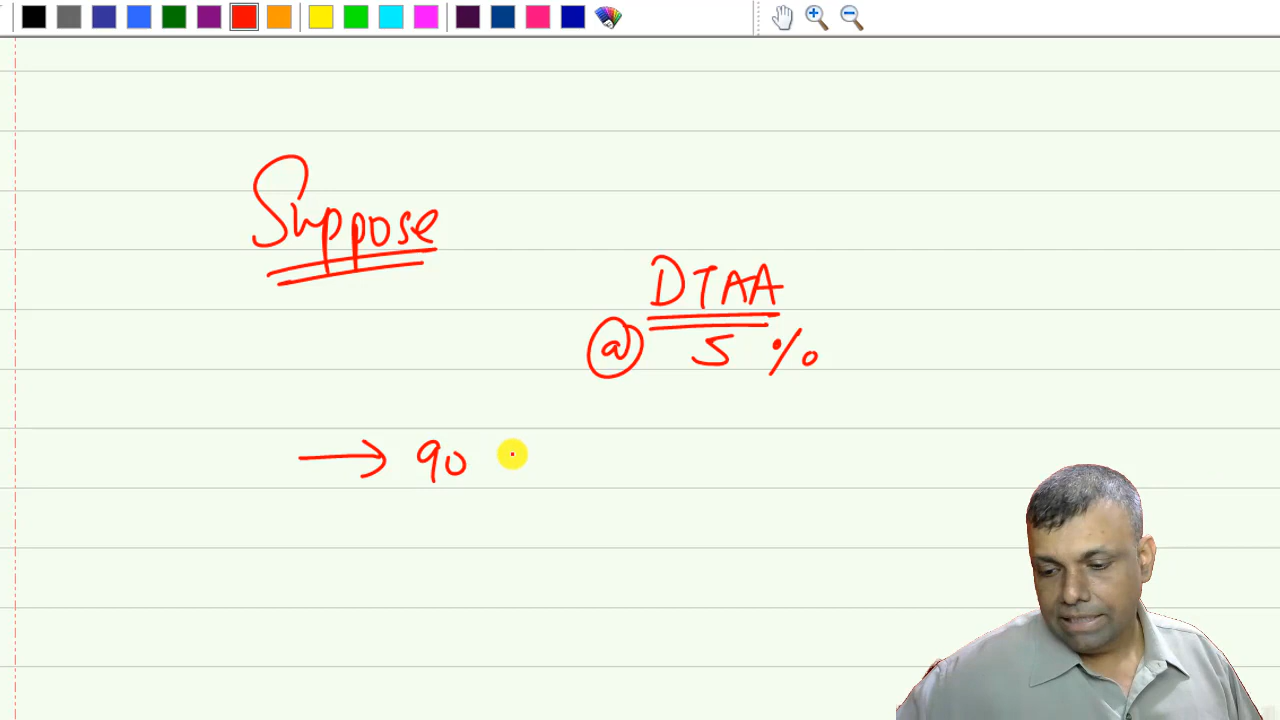 Suppose
DTAA
@ 5 %
→ 90